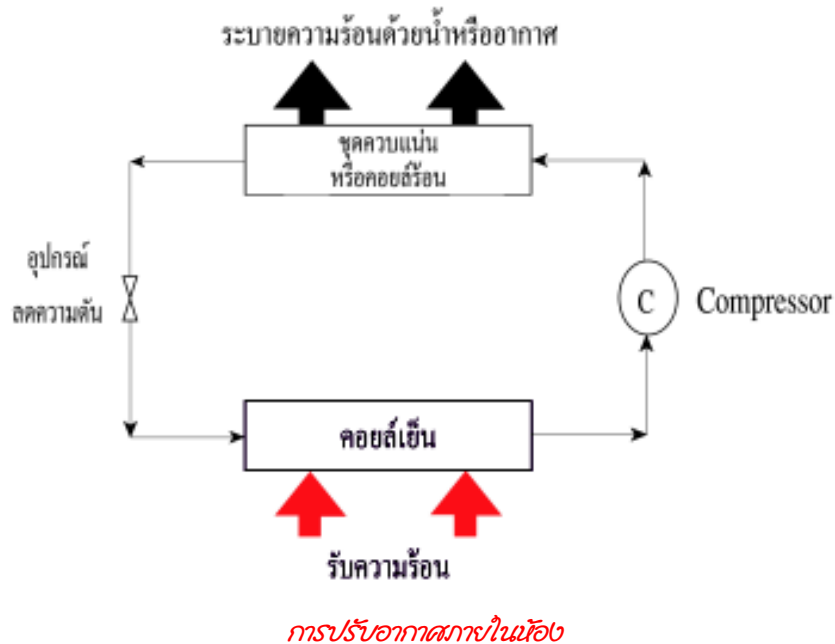 ระบายความร้อนด้วยน้ำหรืออากาศ
ชุดควบแน่น
หรือคอยล์ร้อน
อุปกรณ์
ลดความดัน
C
Compressor
คอยล์เย็น
รับความร้อน
การปรับอากาศภายในห้อง